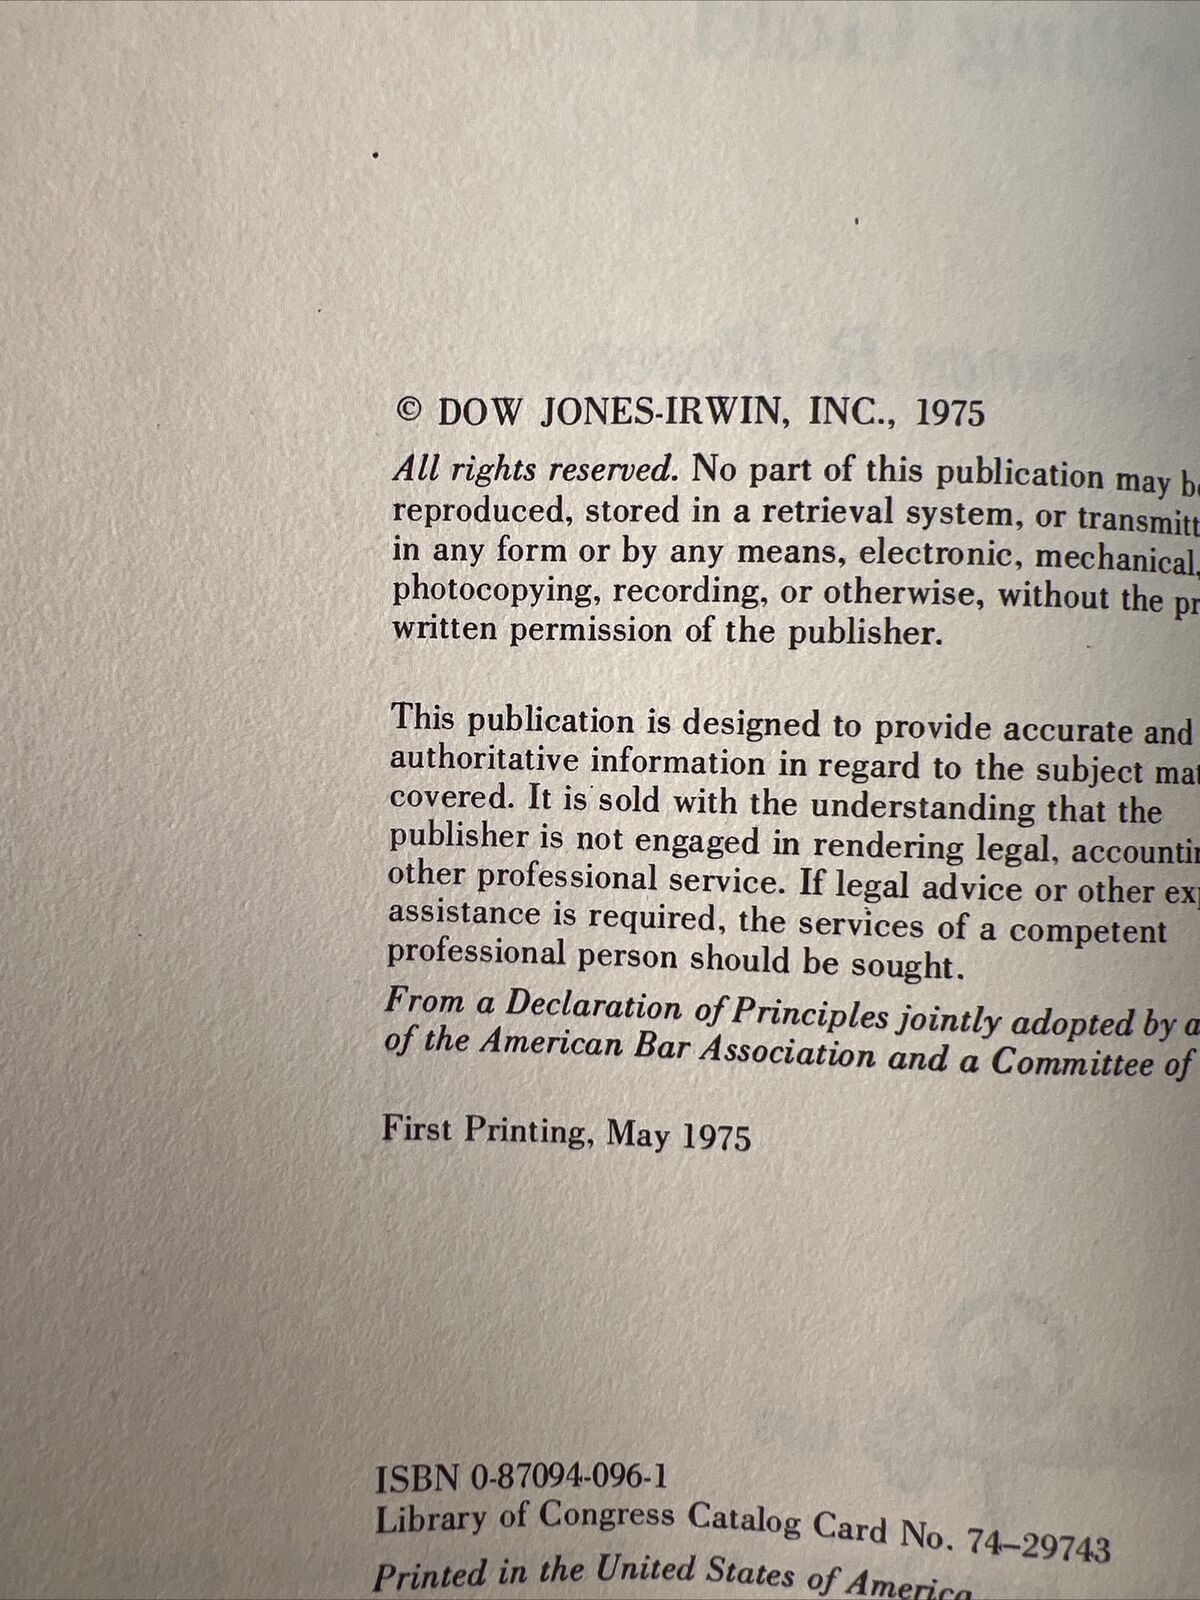 © DOW JONES-IRWIN, INC., 1975
All rights reserved. No part of this publication may
reproduced, stored in a retrieval system, or transmitt
in any form or by any means, electronic, mechanical,
photocopying, recording, or otherwise, without the pr
written permission of the publisher.
This publication is designed to provide accurate and
authoritative information in regard to the subject mat
covered. It is sold with the understanding that the
publisher is not engaged in rendering legal, accountin
other professional service. If legal advice or other exp
assistance is required, the services of a competent
professional person should be sought.
From a Declaration of Principles jointly adopted by a
of the American Bar Association and a Committee of
First Printing, May 1975
ISBN 0-87094-096-1
Library of Congress Catalog Card No. 74–29743
Printed in the United States of America